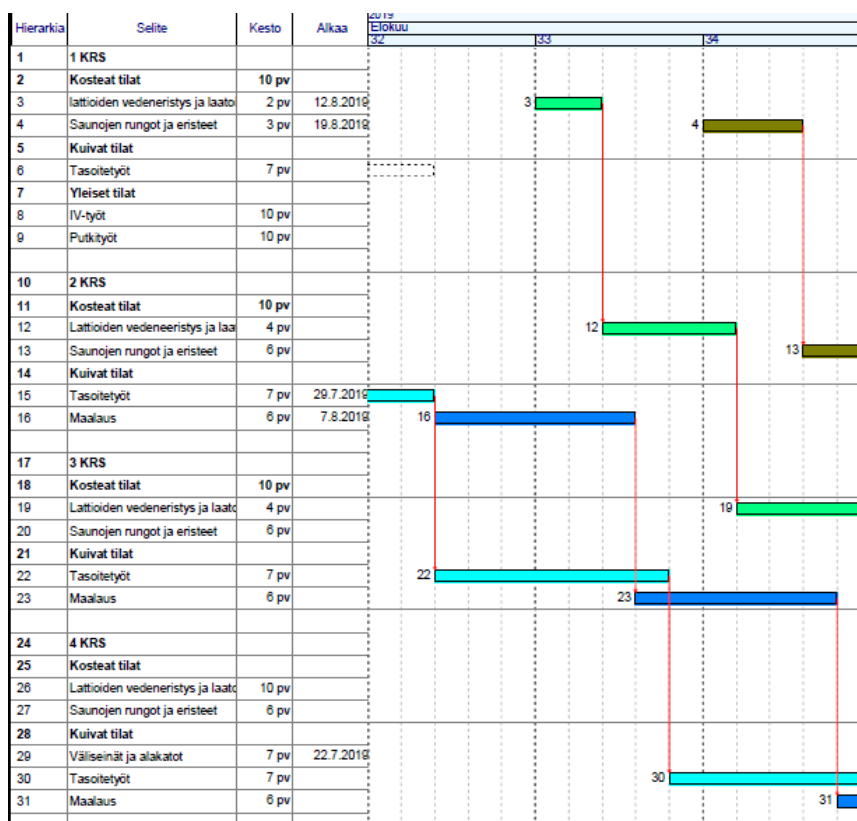 2019
Hierarkia Selite Kesto Alkaa Elokuu
32 33 34
1 1 KRS
2 Kosteat tilat 10 pv
3 lattioiden vedeneristys ja laatoi 2 pv 12.8.2019 3
4 Saunojen rungot ja eristeet 3 pv 19.8.2019 4
5 Kuivat tilat
6 Tasoitetyöt 7 pv
7 Yleiset tilat
8 IV-työt 10 pv
9 Putkityöt 10 pv
10 2 KRS
11 Kosteat tilat 10 pv
12 Lattioiden vedeneeristys ja laa 4 pv 12
13 Saunojen rungot ja eristeet 6 pv 13
14 Kuivat tilat
15 Tasoitetyöt 7 pv 29.7.2019
16 Maalaus 6 pv 7.8.2019 16
17 3 KRS
18 Kosteat tilat 10 pv
19 Lattioiden vedeneristys ja laato 4 pv 19
20 Saunojen rungot ja eristeet 6 pv
21 Kuivat tilat
22 Tasoitetyöt 7 pv 22
23 Maalaus 6 pv 23
24 4 KRS
25 Kosteat tilat
26 Lattioiden vedeneristys ja laato 10 pv
27 Saunojen rungot ja eristeet 6 pv
28 Kuivat tilat
29 Väliseinät ja alakatot 7 pv 22.7.2019
30 Tasoitetyöt 7 pv 30
31 Maalaus 6 pv 31